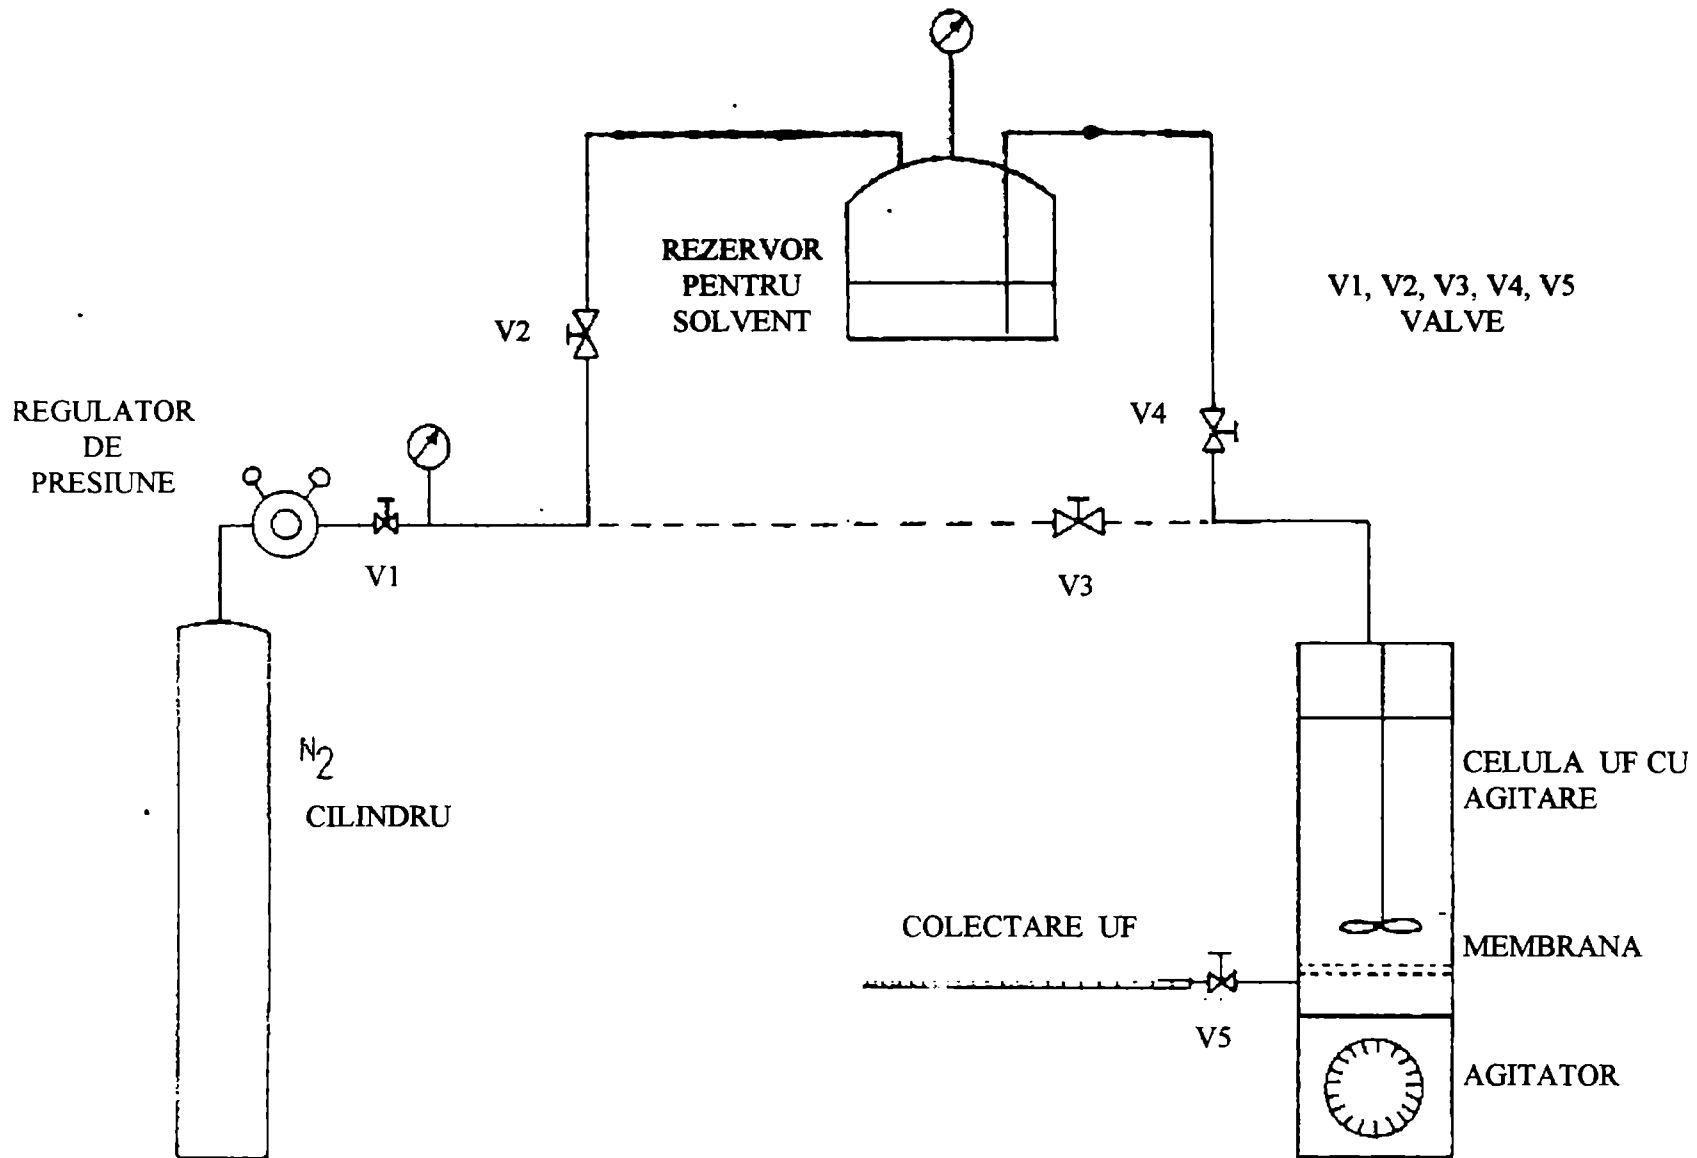 REZERVOR
PENTRU
SOLVENT
V1, V2, V3, V4, V5
VALVE
V2
V4
REGULATOR
DE
PRESIUNE
V1
V3
N2
CILINDRU
CELULA UF CU
AGITARE
COLECTARE UF
MEMBRANA
V5
AGITATOR